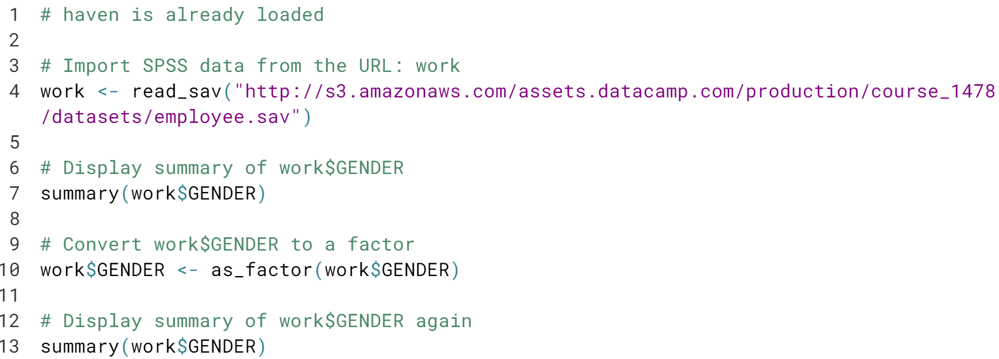 1 # haven is already loaded
2
3 # Import SPSS data from the URL: work
4 work <- read_sav("http://s3.amazonaws.com/assets.datacamp.com/production/course_1478
/datasets/employee.sav")
5
6 # Display summary of work$GENDER
7 summary(work$GENDER)
8
9 # Convert work$GENDER to a factor
10 work$GENDER <- as_factor(work$GENDER)
11
12 # Display summary of work$GENDER again
13 summary(work$GENDER)